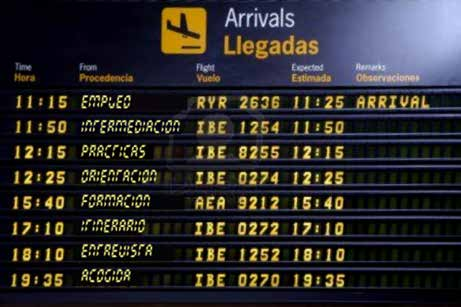 Arrivals
Llegadas
Time From Flight Expected Remarks
Hora Procedencia Vuelo Estimada Observaciones
11:15 EMPLEO RYR 2636 11:25 ARRIVAL
11:50 INTERMEDIACION IBE 1254 11:50
12:15 PRACTICAS IBE 8255 12:15
12:25 ORIENTACION IBE 0274 12:25
15:40 FORMACION AEA 9212 15:40
17:10 ITINERARIO IBE 0272 17:10
18:10 ENTREVISTA IBE 1252 18:10
19:35 ACOGIDA IBE 0270 19:35